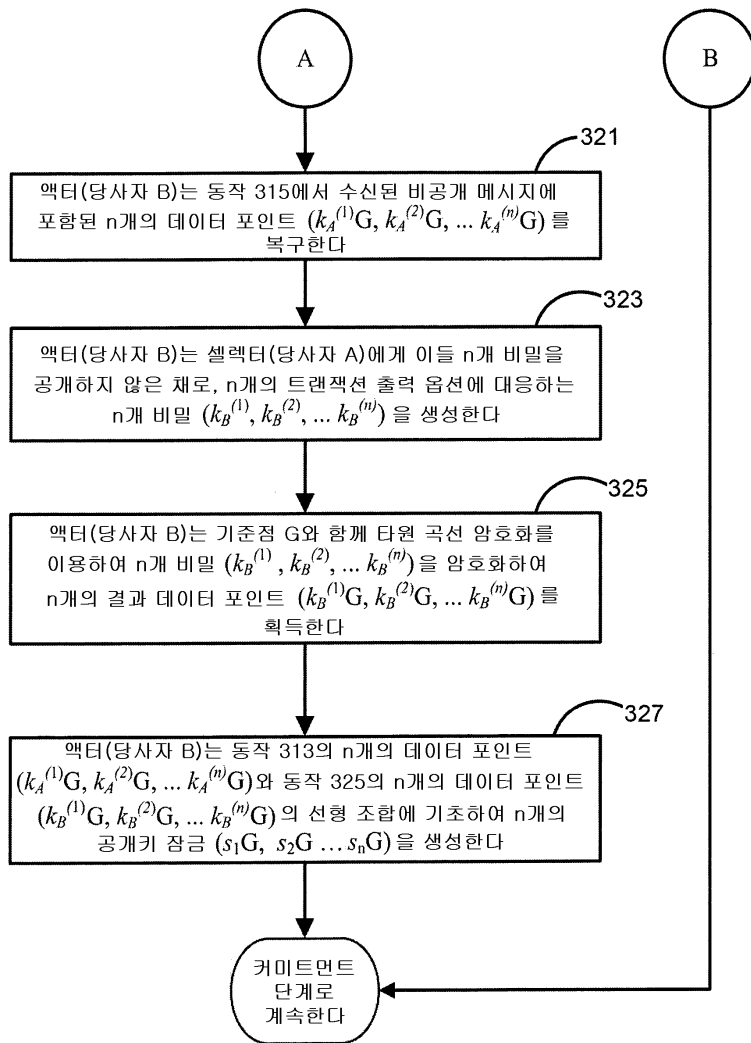 A
B
321
액터(당사자 B)는 동작 315에서 수신된 비공개 메시지에
포함된 n개의 데이터 포인트 (k_A^(1)G, k_A^(2)G, ... k_A^(n)G) 를
복구한다
323
액터(당사자 B)는 셀렉터(당사자 A)에게 이들 n개 비밀을
공개하지 않은 채로, n개의 트랜잭션 출력 옵션에 대응하는
n개 비밀 (k_B^(1), k_B^(2), ... k_B^(n)) 을 생성한다
325
액터(당사자 B)는 기준점 G와 함께 타원 곡선 암호화를
이용하여 n개 비밀 (k_B^(1) , k_B^(2), ... k_B^(n))을 암호화하여
n개의 결과 데이터 포인트 (k_B^(1)G, k_B^(2)G, ... k_B^(n)G) 를
획득한다
327
액터(당사자 B)는 동작 313의 n개의 데이터 포인트
(k_A^(1)G, k_A^(2)G, ... k_A^(n)G)와 동작 325의 n개의 데이터 포인트
(k_B^(1)G, k_B^(2)G, ... k_B^(n)G) 의 선형 조합에 기초하여 n개의
공개키 잠금 (s_1G, s_2G ... s_nG) 을 생성한다
커미트먼트
단계로
계속한다